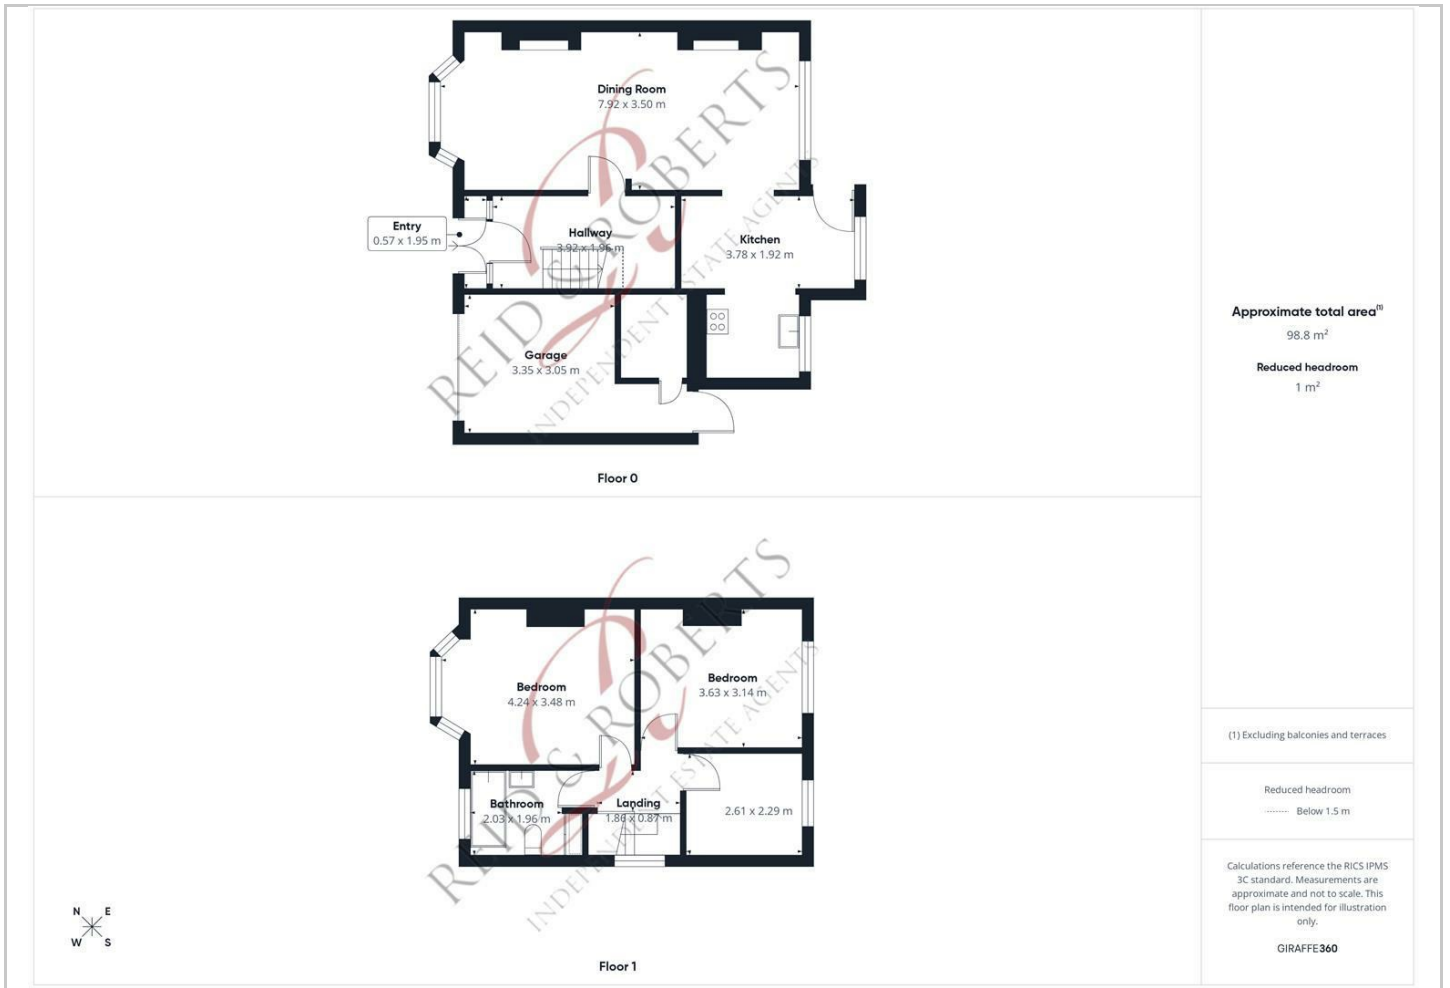 Dining Room
7.92 x 3.50 m
Entry
0.57 x 1.95 m
Hallway
3.92 x 1.96 m
Kitchen
3.78 x 1.92 m
Garage
3.35 x 3.05 m
REID & ROBERTS
INDEPENDENT ESTATE AGENTS
Floor 0
Approximate total area(1)
98.8 m²
Reduced headroom
1 m²
Bedroom
4.24 x 3.48 m
Bedroom
3.63 x 3.14 m
Bathroom
2.03 x 1.96 m
Landing
1.86 x 0.87 m
2.61 x 2.29 m
REID & ROBERTS
INDEPENDENT ESTATE AGENTS
N E
W S
Floor 1
(1) Excluding balconies and terraces
Reduced headroom
Below 1.5 m
Calculations reference the RICS IPMS
3C standard. Measurements are
approximate and not to scale. This
floor plan is intended for illustration
only.
GIRAFFE360